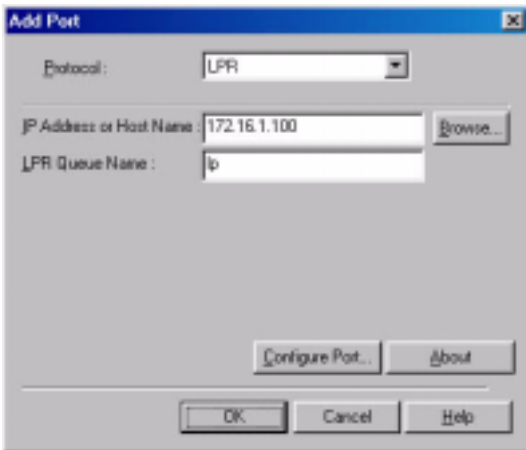 Add Port
Protocol :
LPR
IP Address or Host Name :
172.16.1.100
Browse...
LPR Queue Name :
lp
Configure Port...
About
OK
Cancel
Help